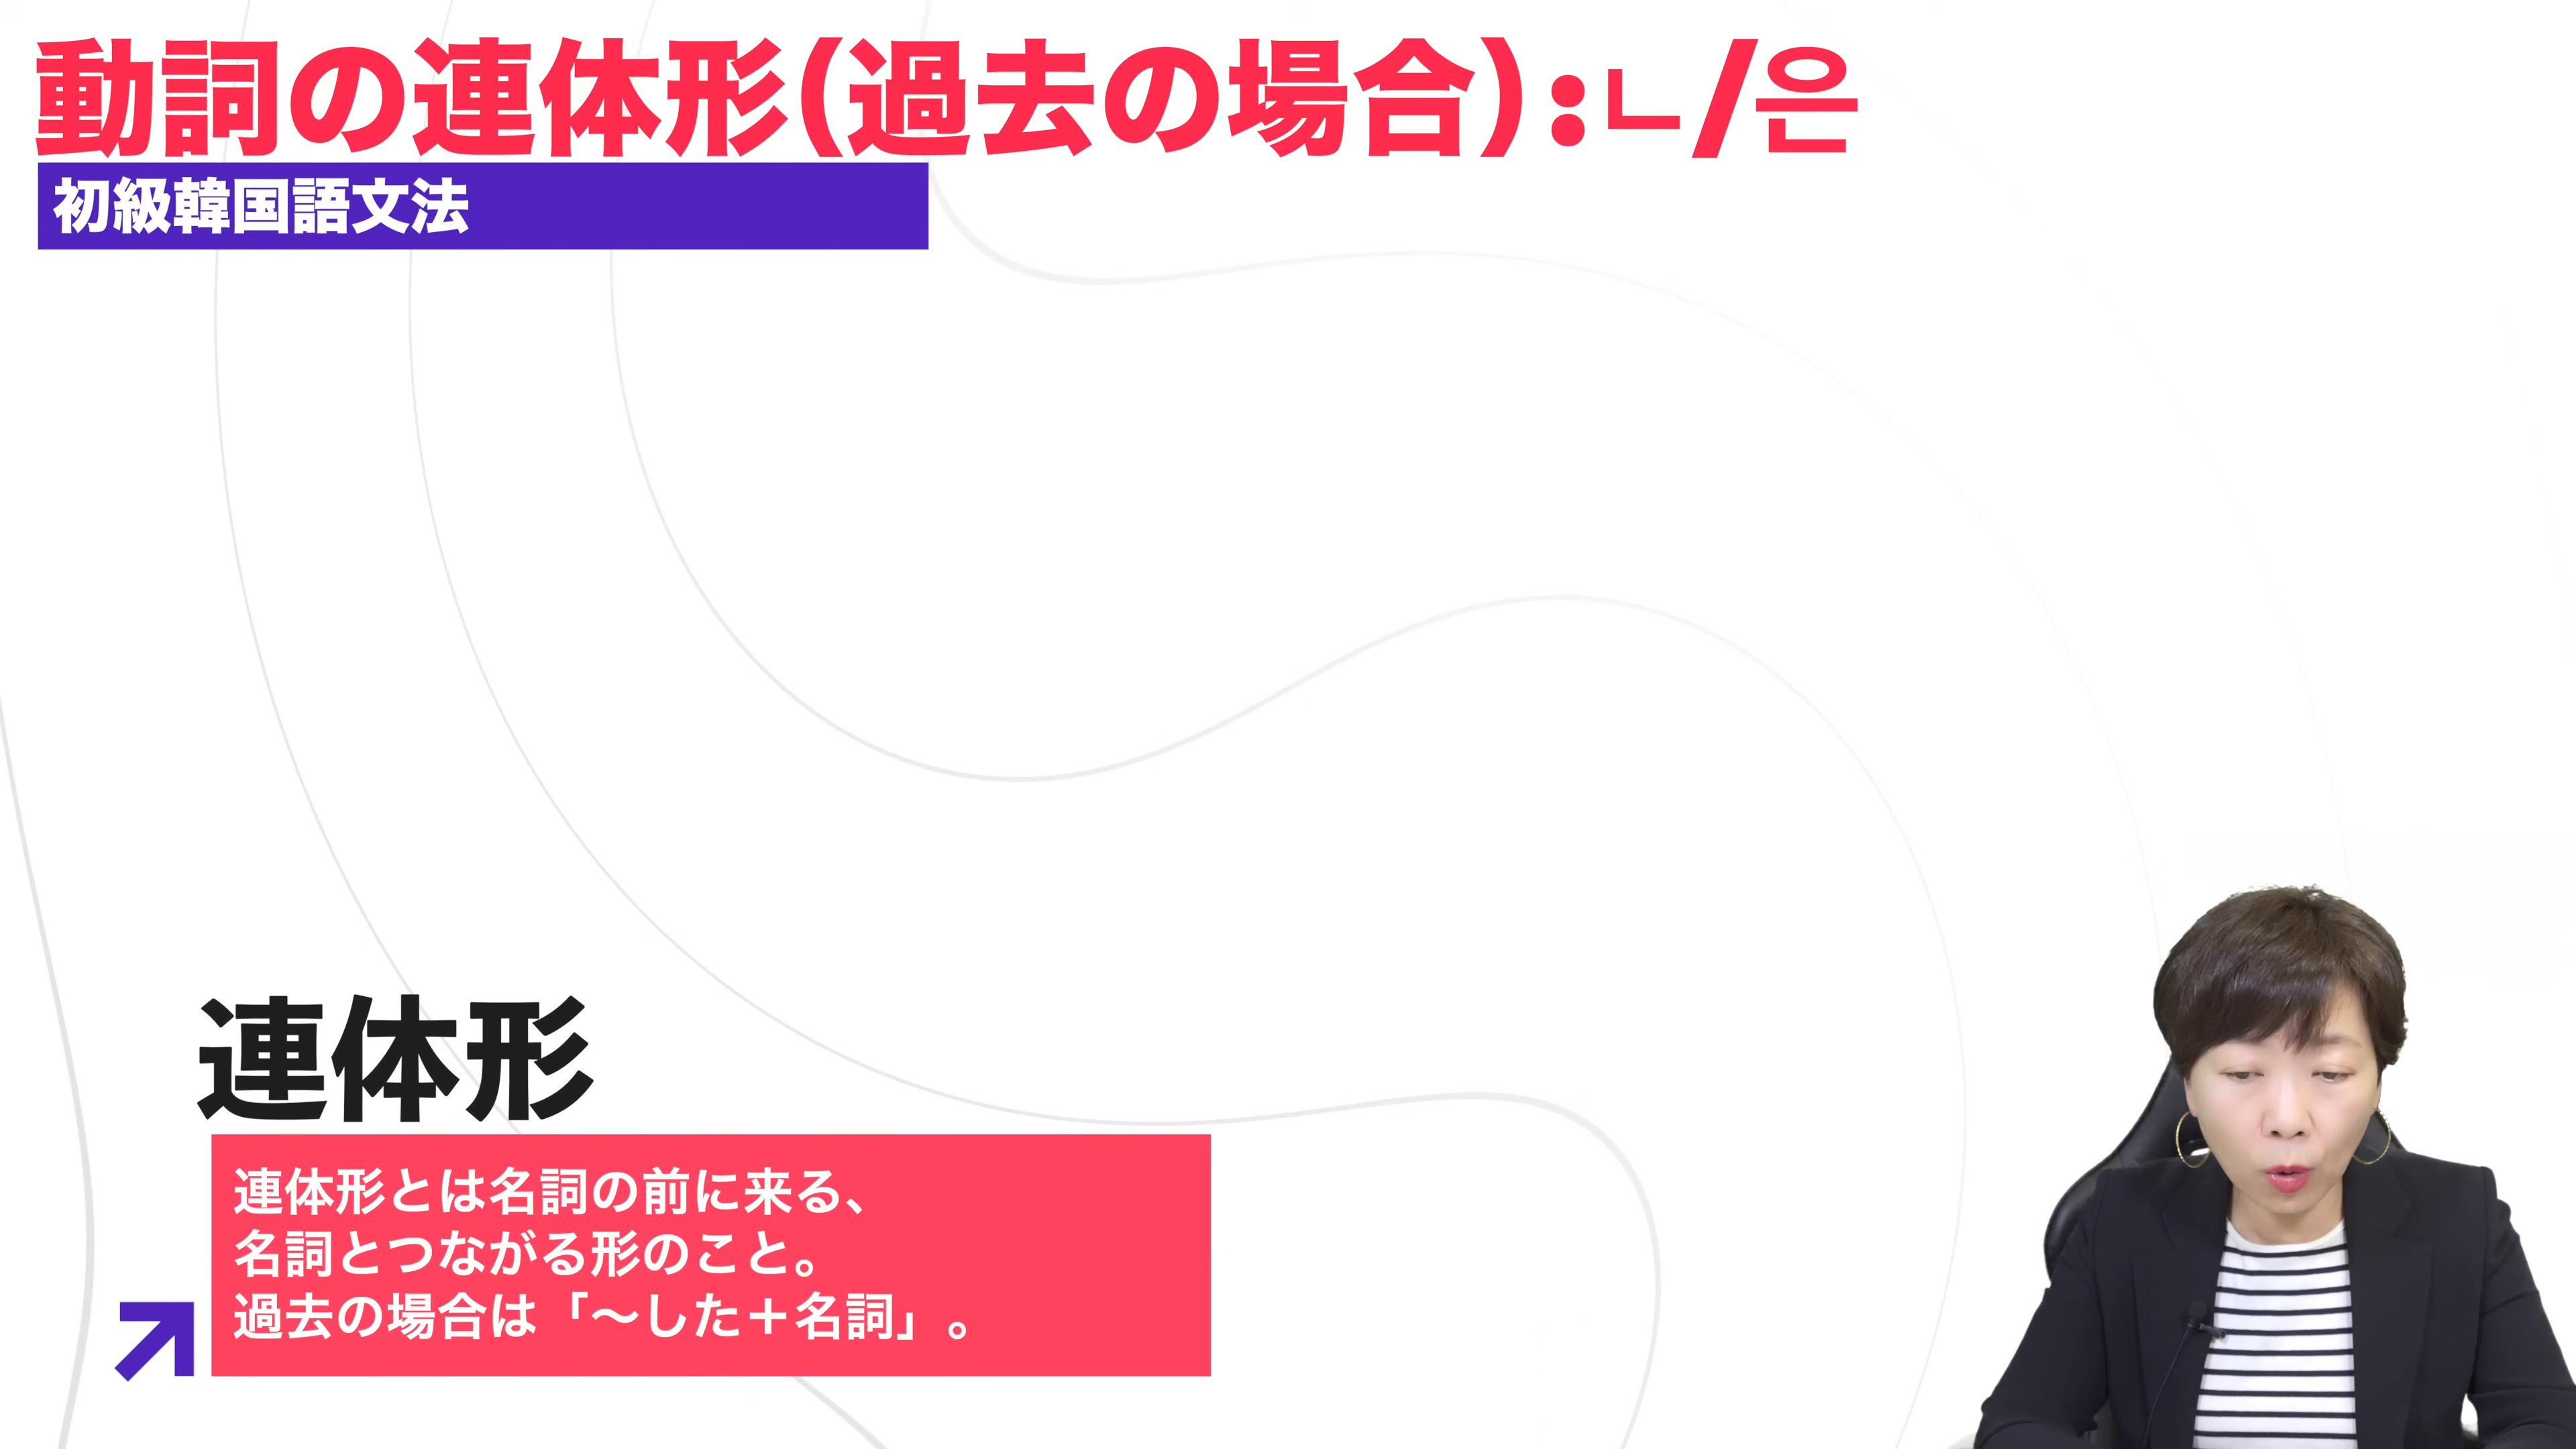 動詞の連体形(過去の場合):ㄴ/은
初級韓国語文法
連体形
連体形とは名詞の前に来る、
名詞とつながる形のこと。
過去の場合は「〜した＋名詞」。